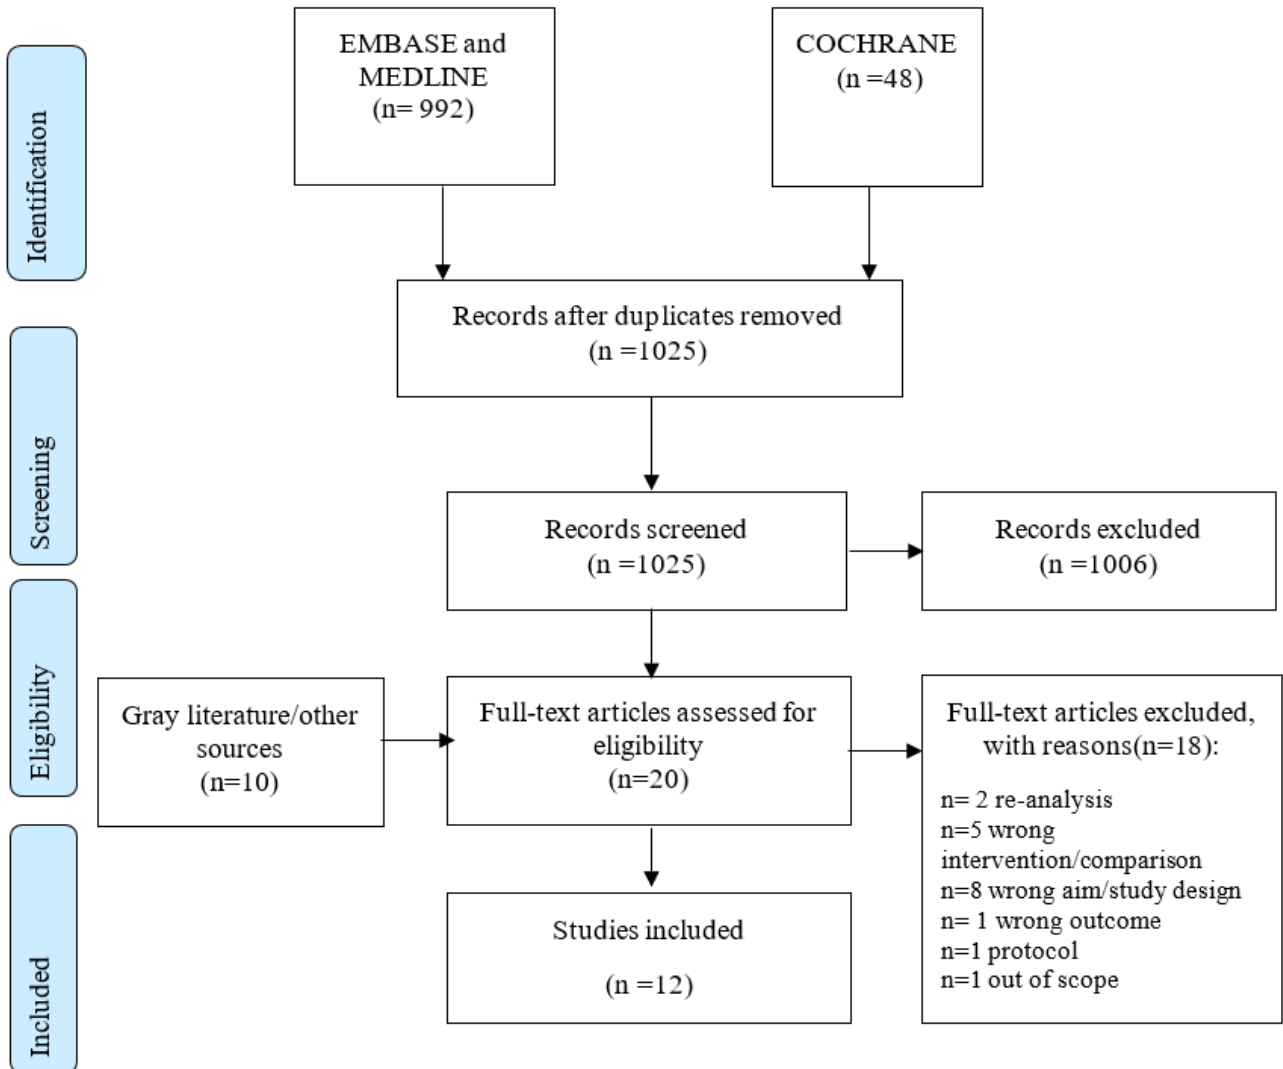 EMBASE and
MEDLINE
(n= 992)
COCHRANE
(n =48)
Identification
Records after duplicates removed
(n =1025)
Screening
Records screened
(n =1025)
Records excluded
(n =1006)
Eligibility
Gray literature/other
sources
(n=10)
Full-text articles assessed for
eligibility
(n=20)
Full-text articles excluded,
with reasons(n=18):
n= 2 re-analysis
n=5 wrong
intervention/comparison
n=8 wrong aim/study design
n= 1 wrong outcome
n=1 protocol
n=1 out of scope
Included
Studies included
(n =12)